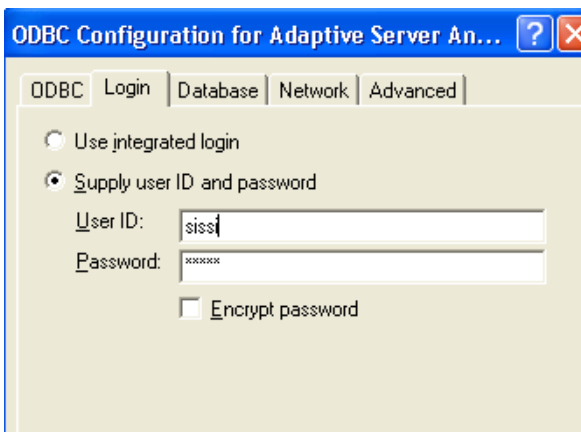 ODBC Configuration for Adaptive Server An... ?
ODBC Login Database Network Advanced
Use integrated login
Supply user ID and password
User ID: sissi
Password: *****
Encrypt password